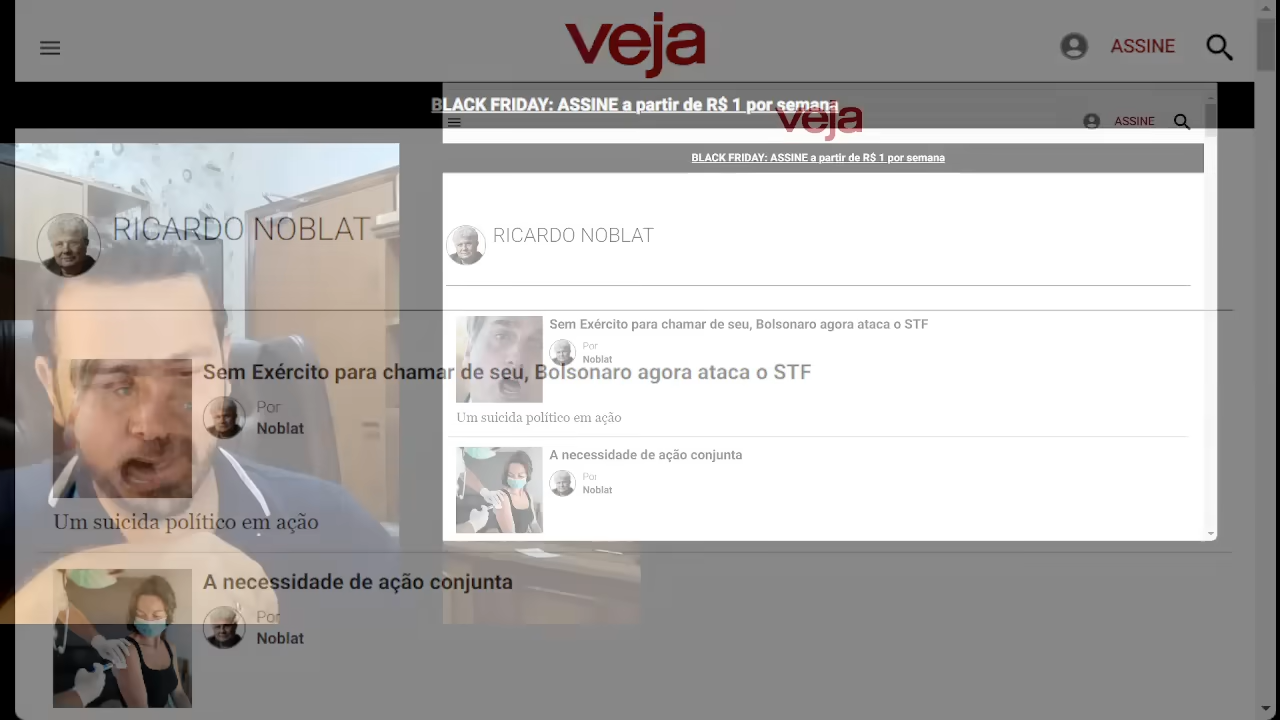 veja
ASSINE
BLACK FRIDAY: ASSINE a partir de R$ 1 por semana
RICARDO NOBLAT
Sem Exército para chamar de seu, Bolsonaro agora ataca o STF
Por
Noblat
Um suicida político em ação
A necessidade de ação conjunta
Por
Noblat
veja
ASSINE
BLACK FRIDAY: ASSINE a partir de R$ 1 por semana
RICARDO NOBLAT
Sem Exército para chamar de seu, Bolsonaro agora ataca o STF
Por
Noblat
Um suicida político em ação
A necessidade de ação conjunta
Por
Noblat